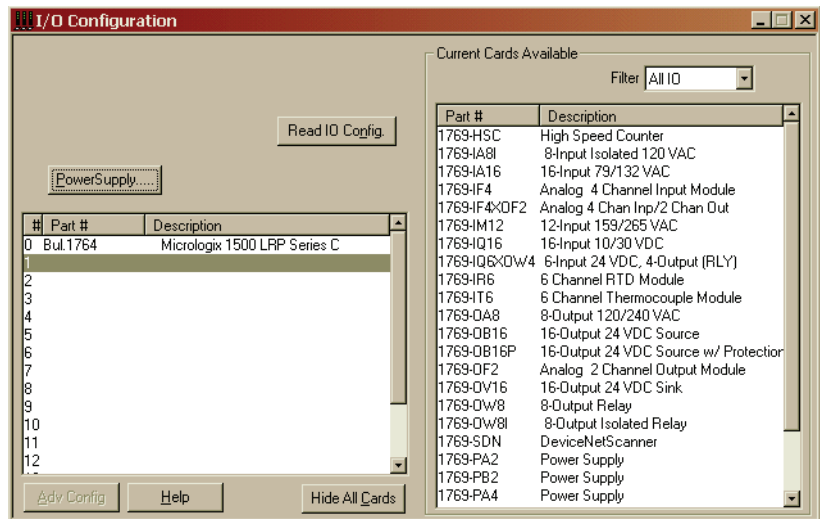 I/O Configuration
Current Cards Available
Filter All IO
Read IO Config.
PowerSupply.....
# Part # Description
0 Bul.1764 Micrologix 1500 LRP Series C
1
2
3
4
5
6
7
8
9
10
11
12
Adv Config Help Hide All Cards
Part # Description
1769-HSC High Speed Counter
1769-IA8I 8-Input Isolated 120 VAC
1769-IA16 16-Input 79/132 VAC
1769-IF4 Analog 4 Channel Input Module
1769-IF4XOF2 Analog 4 Chan Inp/2 Chan Out
1769-IM12 12-Input 159/265 VAC
1769-IQ16 16-Input 10/30 VDC
1769-IQ6XOW4 6-Input 24 VDC, 4-Output (RLY)
1769-IR6 6 Channel RTD Module
1769-IT6 6 Channel Thermocouple Module
1769-OA8 8-Output 120/240 VAC
1769-OB16 16-Output 24 VDC Source
1769-OB16P 16-Output 24 VDC Source w/ Protection
1769-OF2 Analog 2 Channel Output Module
1769-OV16 16-Output 24 VDC Sink
1769-OW8 8-Output Relay
1769-OW8I 8-Output Isolated Relay
1769-SDN DeviceNetScanner
1769-PA2 Power Supply
1769-PB2 Power Supply
1769-PA4 Power Supply